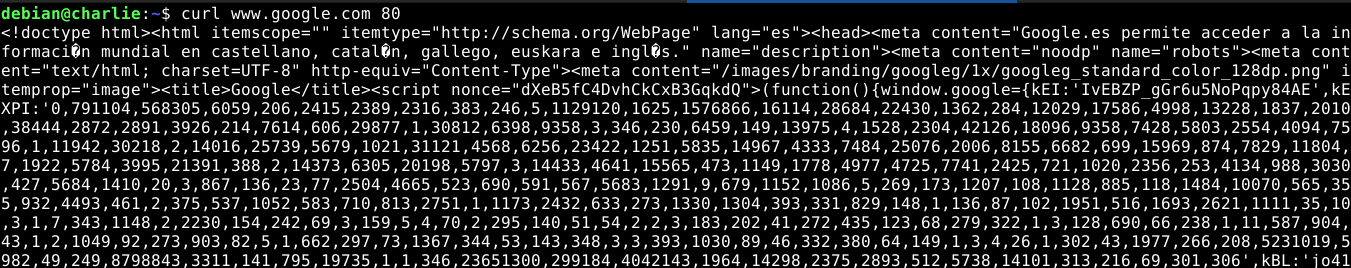 debian@charlie:~$ curl www.google.com 80
<!doctype html><html itemscope="" itemtype="http://schema.org/WebPage" lang="es"><head><meta content="Google.es permite acceder a la in
formaci�n mundial en castellano, catal�n, gallego, euskara e ingl�s." name="description"><meta content="noodp" name="robots"><meta cont
ent="text/html; charset=UTF-8" http-equiv="Content-Type"><meta content="/images/branding/googleg/1x/googleg_standard_color_128dp.png" i
temprop="image"><title>Google</title><script nonce="dXeB5fC4DvhCkCxB3GqkdQ">(function(){window.google={kEI:'IvEBZP_gGr6u5NoPqpy84AE',kE
XPI:'0,791104,568305,6059,206,2415,2389,2316,383,246,5,1129120,1625,1576866,16114,28684,22430,1362,284,12029,17586,4998,13228,1837,2010
,38444,2872,2891,3926,214,7614,606,29877,1,30812,6398,9358,3,346,230,6459,149,13975,4,1528,2304,42126,18096,9358,7428,5803,2554,4094,75
96,1,11942,30218,2,14016,25739,5679,1021,31121,4568,6256,23422,1251,5835,14967,4333,7484,25076,2006,8155,6682,699,15969,874,7829,11804,
7,1922,5784,3995,21391,388,2,14373,6305,20198,5797,3,14433,4641,15565,473,1149,1778,4977,4725,7741,2425,721,1020,2356,253,4134,988,3030
,427,5684,1410,20,3,867,136,23,77,2504,4665,523,690,591,567,5683,1291,9,679,1152,1086,5,269,173,1207,108,1128,885,118,1484,10070,565,35
5,932,4493,461,2,375,537,1052,583,710,813,2751,1,1173,2432,633,273,1330,1304,393,331,829,148,1,136,87,102,1951,516,1693,2621,1111,35,10
,3,1,7,343,1148,2,2230,154,242,69,3,159,5,4,70,2,295,140,51,54,2,2,3,183,202,41,272,435,123,68,279,322,1,3,128,690,66,238,1,11,587,904,
43,1,2,1049,92,273,903,82,5,1,662,297,73,1367,344,53,143,348,3,3,393,1030,89,46,332,380,64,149,1,3,4,26,1,302,43,1977,266,208,5231019,5
982,49,249,8798843,3311,141,795,19735,1,1,346,23651300,299184,4042143,1964,14298,2375,2893,512,5738,14101,313,216,69,301,306',kBL:'jo41